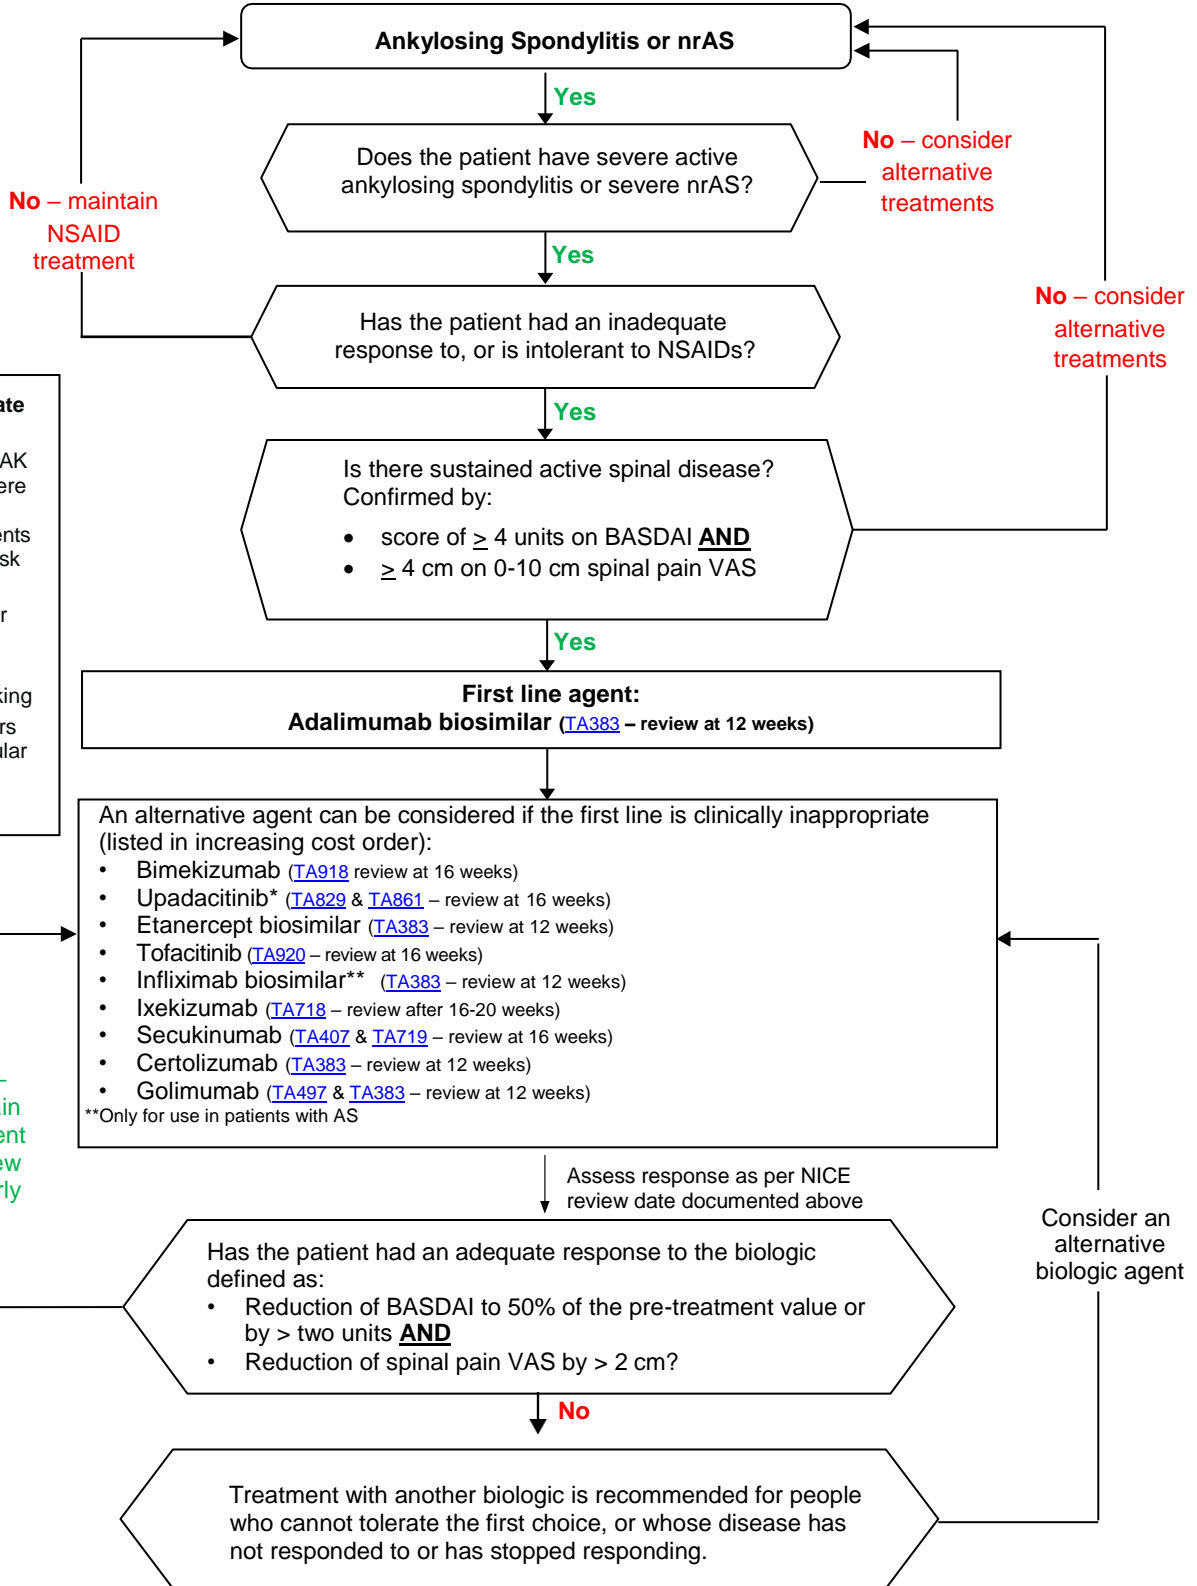 Ankylosing Spondylitis or nrAS
Yes
Does the patient have severe active
ankylosing spondylitis or severe nrAS?
No – consider
alternative
treatments
No – maintain
NSAID
treatment
Yes
Has the patient had an inadequate
response to, or is intolerant to NSAIDs?
No – consider
alternative
treatments
Yes
ate
AK
ere
ents
sk
r
king
rs
ular
Is there sustained active spinal disease?
Confirmed by:
• score of > 4 units on BASDAI AND
• > 4 cm on 0-10 cm spinal pain VAS
Yes
First line agent:
Adalimumab biosimilar (TA383 – review at 12 weeks)
An alternative agent can be considered if the first line is clinically inappropriate
(listed in increasing cost order):
• Bimekizumab (TA918 review at 16 weeks)
• Upadacitinib* (TA829 & TA861 – review at 16 weeks)
• Etanercept biosimilar (TA383 – review at 12 weeks)
• Tofacitinib (TA920 – review at 16 weeks)
• Infliximab biosimilar** (TA383 – review at 12 weeks)
• Ixekizumab (TA718 – review after 16-20 weeks)
• Secukinumab (TA407 & TA719 – review at 16 weeks)
• Certolizumab (TA383 – review at 12 weeks)
• Golimumab (TA497 & TA383 – review at 12 weeks)
**Only for use in patients with AS
–
in
ent
ew
rly
Assess response as per NICE
review date documented above
Consider an
alternative
biologic agent
Has the patient had an adequate response to the biologic
defined as:
• Reduction of BASDAI to 50% of the pre-treatment value or
by > two units AND
• Reduction of spinal pain VAS by > 2 cm?
No
Treatment with another biologic is recommended for people
who cannot tolerate the first choice, or whose disease has
not responded to or has stopped responding.